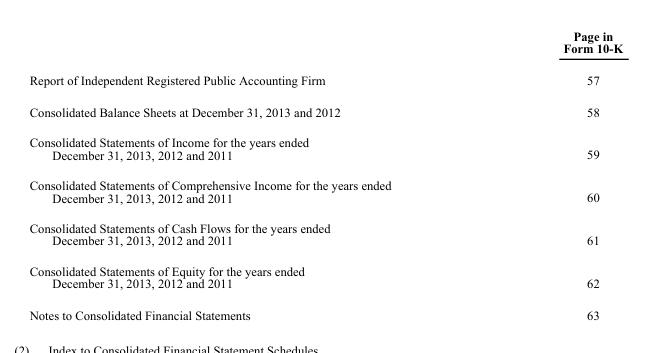 Page in
Form 10-K
Report of Independent Registered Public Accounting Firm 57
Consolidated Balance Sheets at December 31, 2013 and 2012 58
Consolidated Statements of Income for the years ended
December 31, 2013, 2012 and 2011 59
Consolidated Statements of Comprehensive Income for the years ended
December 31, 2013, 2012 and 2011 60
Consolidated Statements of Cash Flows for the years ended
December 31, 2013, 2012 and 2011 61
Consolidated Statements of Equity for the years ended
December 31, 2013, 2012 and 2011 62
Notes to Consolidated Financial Statements 63
(2) Index to Consolidated Financial Statement Schedules